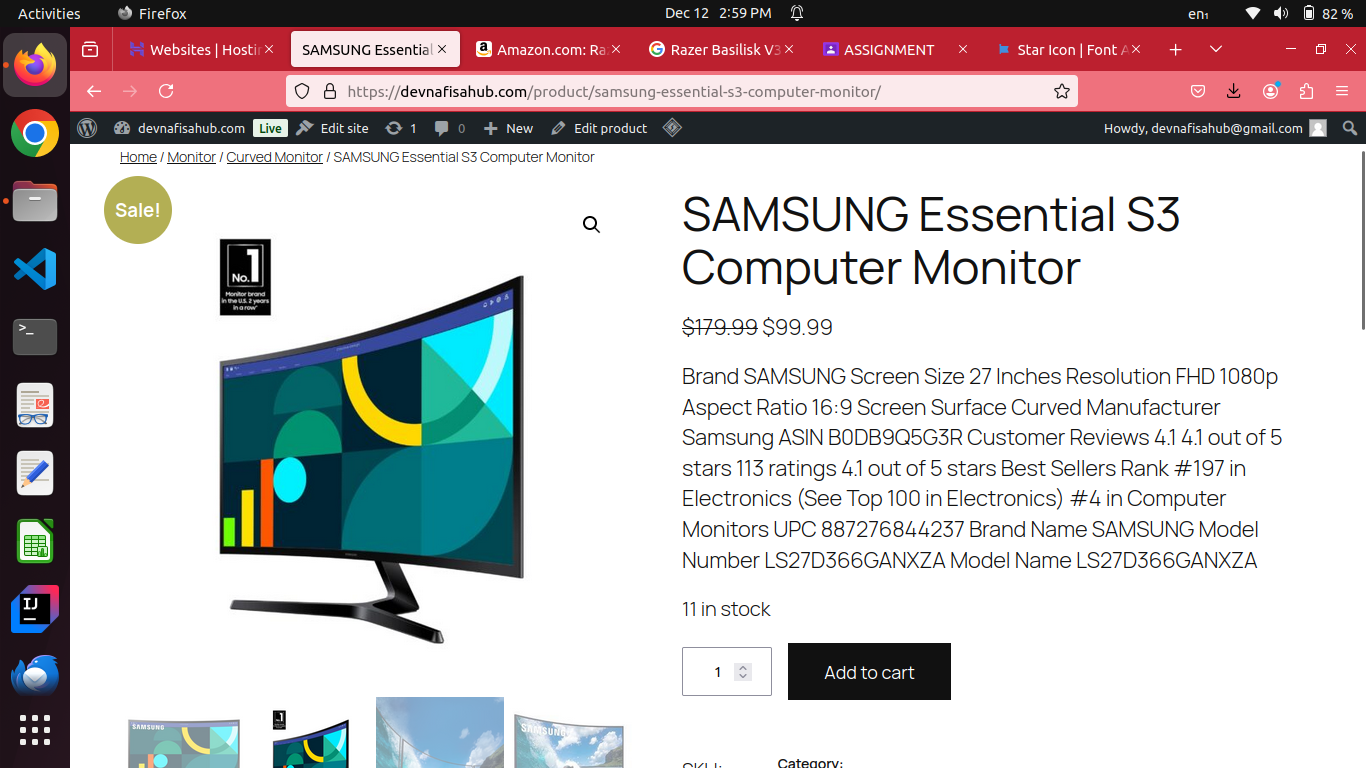 Activities
Firefox
Dec 12 2:59 PM
en₁
82 %
Websites | Hostin
SAMSUNG Essential
Amazon.com: Ra
Razer Basilisk V3
ASSIGNMENT
Star Icon | Font A
https://devnafisahub.com/product/samsung-essential-s3-computer-monitor/
devnafisahub.com
Live
Edit site
1
0
New
Edit product
Howdy, devnafisahub@gmail.com
Home / Monitor / Curved Monitor / SAMSUNG Essential S3 Computer Monitor
Sale!
No.1
Monitor brand
in the U.S. 2 years
in a row*
SAMSUNG Essential S3
Computer Monitor
$179.99 $99.99
Brand SAMSUNG Screen Size 27 Inches Resolution FHD 1080p
Aspect Ratio 16:9 Screen Surface Curved Manufacturer
Samsung ASIN B0DB9Q5G3R Customer Reviews 4.1 4.1 out of 5
stars 113 ratings 4.1 out of 5 stars Best Sellers Rank #197 in
Electronics (See Top 100 in Electronics) #4 in Computer
Monitors UPC 887276844237 Brand Name SAMSUNG Model
Number LS27D366GANXZA Model Name LS27D366GANXZA
11 in stock
1
Add to cart
SAMSUNG
SAMSUNG
SKU:
Category: